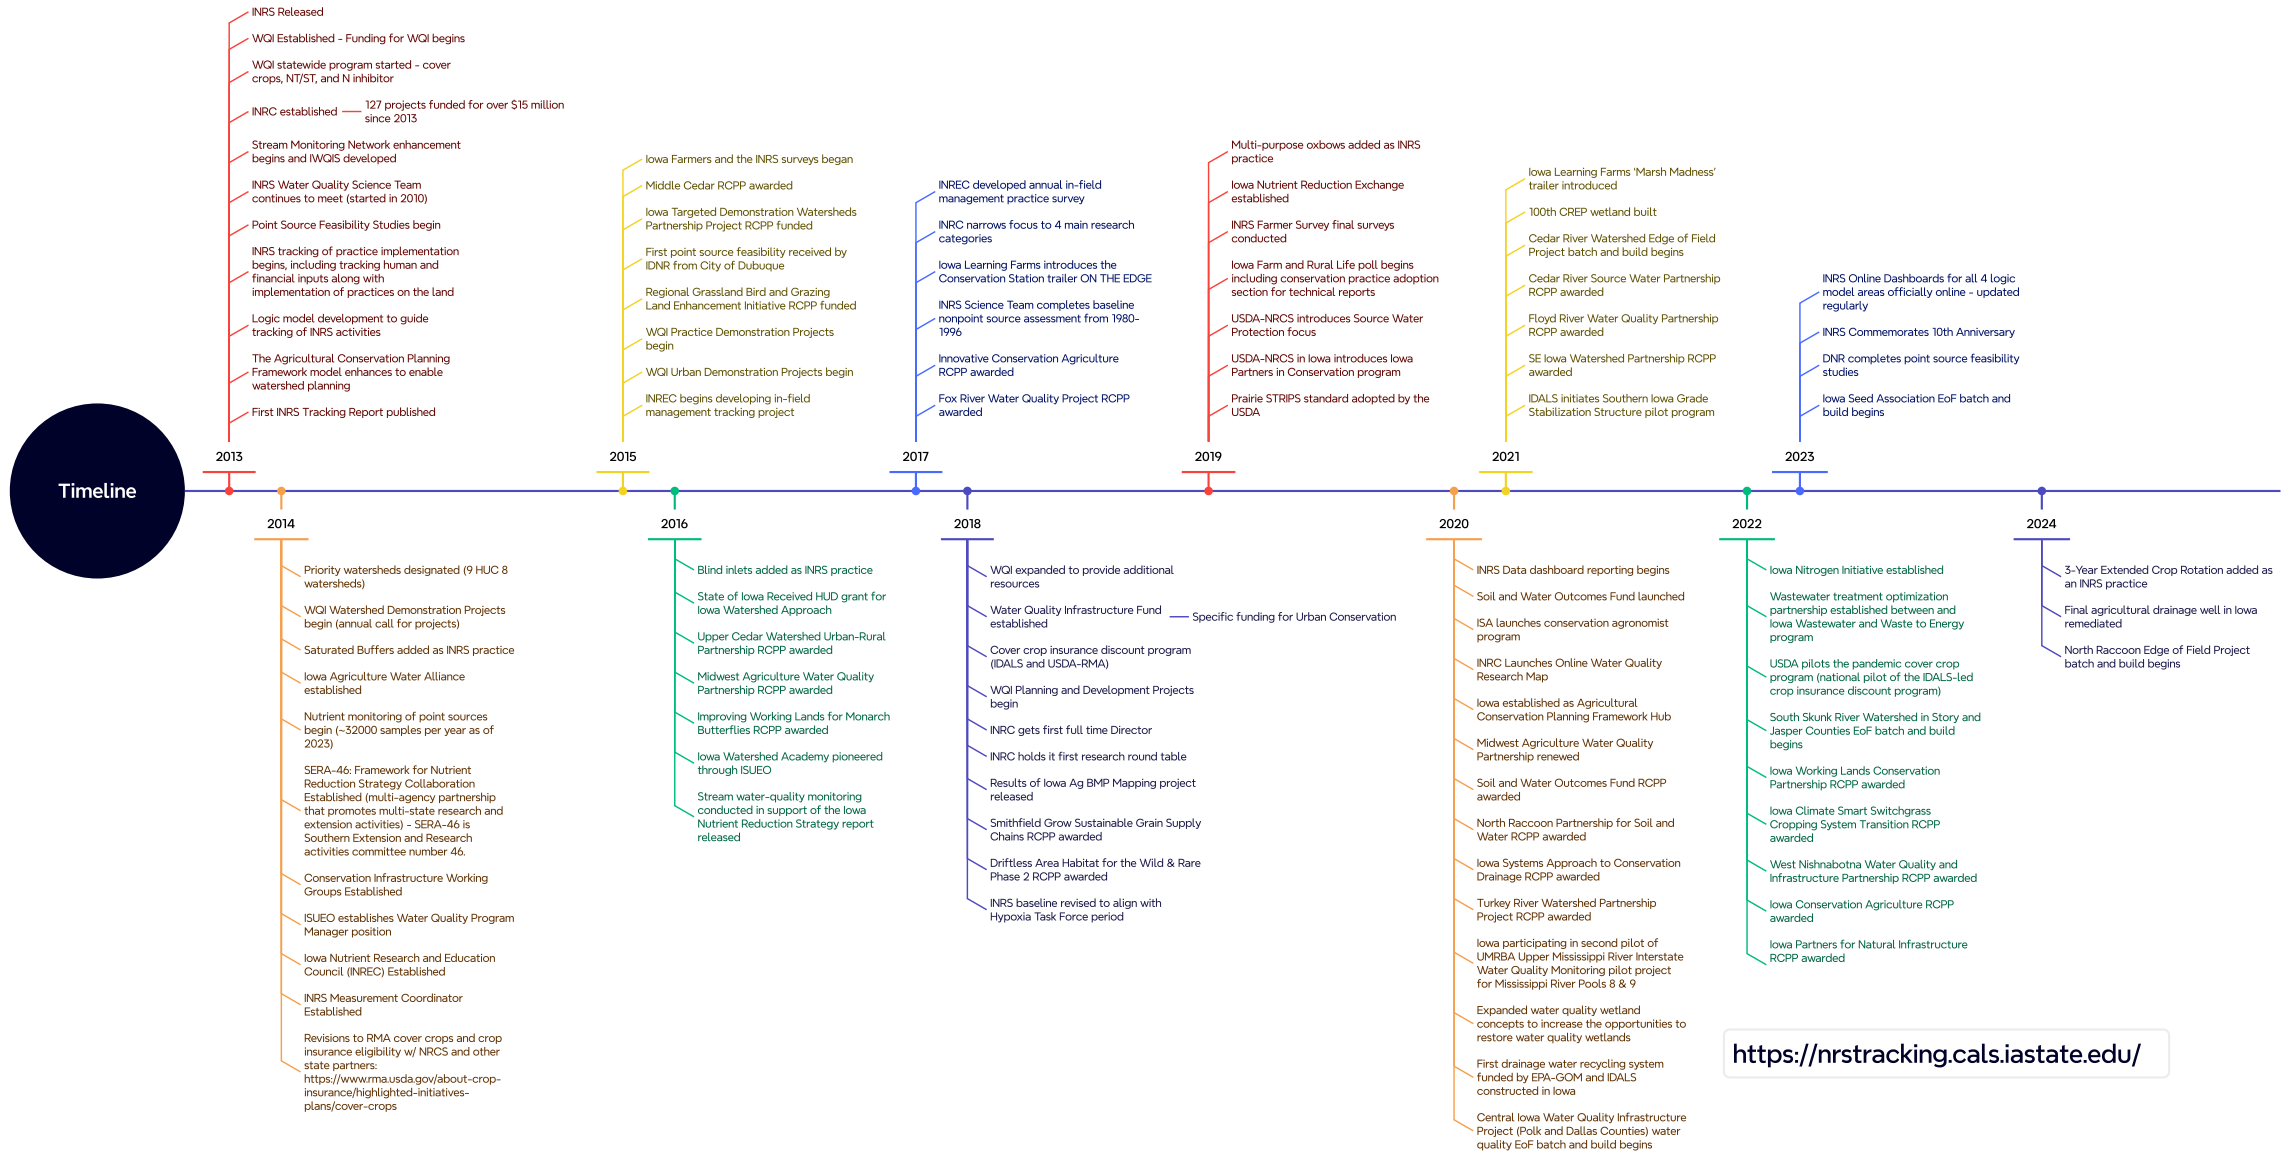 INRS Released
WQI Established - Funding for WQI begins
WQI statewide program started - cover
crops, NT/ST, and N inhibitor
INRC established
127 projects funded for over $15 million
since 2013
Stream Monitoring Network enhancement
begins and IWQIS developed
INRS Water Quality Science Team
continues to meet (started in 2010)
Point Source Feasibility Studies begin
INRS tracking of practice implementation
begins, including tracking human and
financial inputs along with
implementation of practices on the land
Logic model development to guide
tracking of INRS activities
The Agricultural Conservation Planning
Framework model enhances to enable
watershed planning
First INRS Tracking Report published
2013
Iowa Farmers and the INRS surveys began
Middle Cedar RCPP awarded
Iowa Targeted Demonstration Watersheds
Partnership Project RCPP funded
First point source feasibility received by
IDNR from City of Dubuque
Regional Grassland Bird and Grazing
Land Enhancement Initiative RCPP funded
WQI Practice Demonstration Projects
begin
WQI Urban Demonstration Projects begin
INREC begins developing in-field
management tracking project
2015
INREC developed annual in-field
management practice survey
INRC narrows focus to 4 main research
categories
Iowa Learning Farms introduces the
Conservation Station trailer ON THE EDGE
INRS Science Team completes baseline
nonpoint source assessment from 1980-
1996
Innovative Conservation Agriculture
RCPP awarded
Fox River Water Quality Project RCPP
awarded
2017
Multi-purpose oxbows added as INRS
practice
Iowa Nutrient Reduction Exchange
established
INRS Farmer Survey final surveys
conducted
Iowa Farm and Rural Life poll begins
including conservation practice adoption
section for technical reports
USDA-NRCS introduces Source Water
Protection focus
USDA-NRCS in Iowa introduces Iowa
Partners in Conservation program
Prairie STRIPS standard adopted by the
USDA
2019
Iowa Learning Farms ‘Marsh Madness’
trailer introduced
100th CREP wetland built
Cedar River Watershed Edge of Field
Project batch and build begins
Cedar River Source Water Partnership
RCPP awarded
Floyd River Water Quality Partnership
RCPP awarded
SE Iowa Watershed Partnership RCPP
awarded
IDALS initiates Southern Iowa Grade
Stabilization Structure pilot program
2021
INRS Online Dashboards for all 4 logic
model areas officially online - updated
regularly
INRS Commemorates 10th Anniversary
DNR completes point source feasibility
studies
Iowa Seed Association EoF batch and
build begins
2023
Timeline
2014
Priority watersheds designated (9 HUC 8
watersheds)
WQI Watershed Demonstration Projects
begin (annual call for projects)
Saturated Buffers added as INRS practice
Iowa Agriculture Water Alliance
established
Nutrient monitoring of point sources
begin (~32000 samples per year as of
2023)
SERA-46: Framework for Nutrient
Reduction Strategy Collaboration
Established (multi-agency partnership
that promotes multi-state research and
extension activities) - SERA-46 is
Southern Extension and Research
activities committee number 46.
Conservation Infrastructure Working
Groups Established
ISUEO establishes Water Quality Program
Manager position
Iowa Nutrient Research and Education
Council (INREC) Established
INRS Measurement Coordinator
Established
Revisions to RMA cover crops and crop
insurance eligibility w/ NRCS and other
state partners:
https://www.rma.usda.gov/about-crop-
insurance/highlighted-initiatives-
plans/cover-crops
2016
Blind inlets added as INRS practice
State of Iowa Received HUD grant for
Iowa Watershed Approach
Upper Cedar Watershed Urban-Rural
Partnership RCPP awarded
Midwest Agriculture Water Quality
Partnership RCPP awarded
Improving Working Lands for Monarch
Butterflies RCPP awarded
Iowa Watershed Academy pioneered
through ISUEO
Stream water-quality monitoring
conducted in support of the Iowa
Nutrient Reduction Strategy report
released
2018
WQI expanded to provide additional
resources
Water Quality Infrastructure Fund
established
Specific funding for Urban Conservation
Cover crop insurance discount program
(IDALS and USDA-RMA)
WQI Planning and Development Projects
begin
INRC gets first full time Director
INRC holds it first research round table
Results of Iowa Ag BMP Mapping project
released
Smithfield Grow Sustainable Grain Supply
Chains RCPP awarded
Driftless Area Habitat for the Wild & Rare
Phase 2 RCPP awarded
INRS baseline revised to align with
Hypoxia Task Force period
2020
INRS Data dashboard reporting begins
Soil and Water Outcomes Fund launched
ISA launches conservation agronomist
program
INRC Launches Online Water Quality
Research Map
Iowa established as Agricultural
Conservation Planning Framework Hub
Midwest Agriculture Water Quality
Partnership renewed
Soil and Water Outcomes Fund RCPP
awarded
North Raccoon Partnership for Soil and
Water RCPP awarded
Iowa Systems Approach to Conservation
Drainage RCPP awarded
Turkey River Watershed Partnership
Project RCPP awarded
Iowa participating in second pilot of
UMRBA Upper Mississippi River Interstate
Water Quality Monitoring pilot project
for Mississippi River Pools 8 & 9
Expanded water quality wetland
concepts to increase the opportunities to
restore water quality wetlands
First drainage water recycling system
funded by EPA-GOM and IDALS
constructed in Iowa
Central Iowa Water Quality Infrastructure
Project (Polk and Dallas Counties) water
quality EoF batch and build begins
2022
Iowa Nitrogen Initiative established
Wastewater treatment optimization
partnership established between and
Iowa Wastewater and Waste to Energy
program
USDA pilots the pandemic cover crop
program (national pilot of the IDALS-led
crop insurance discount program)
South Skunk River Watershed in Story and
Jasper Counties EoF batch and build
begins
Iowa Working Lands Conservation
Partnership RCPP awarded
Iowa Climate Smart Switchgrass
Cropping System Transition RCPP
awarded
West Nishnabotna Water Quality and
Infrastructure Partnership RCPP awarded
Iowa Conservation Agriculture RCPP
awarded
Iowa Partners for Natural Infrastructure
RCPP awarded
2024
3-Year Extended Crop Rotation added as
an INRS practice
Final agricultural drainage well in Iowa
remediated
North Raccoon Edge of Field Project
batch and build begins
https://nrstracking.cals.iastate.edu/